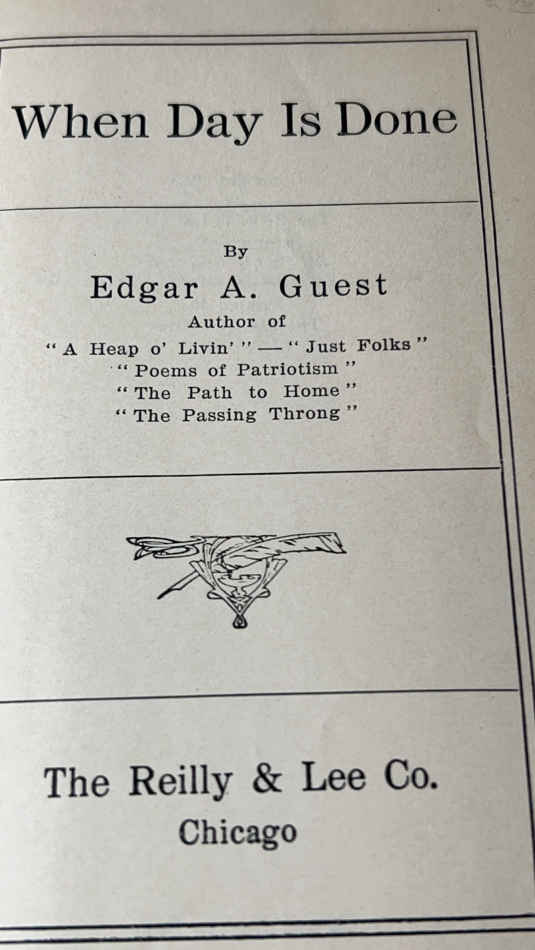 When Day Is Done
By
Edgar A. Guest
Author of
“ A Heap o’ Livin’ ” — “ Just Folks ”
“ Poems of Patriotism ”
“ The Path to Home ”
“ The Passing Throng ”
The Reilly & Lee Co.
Chicago